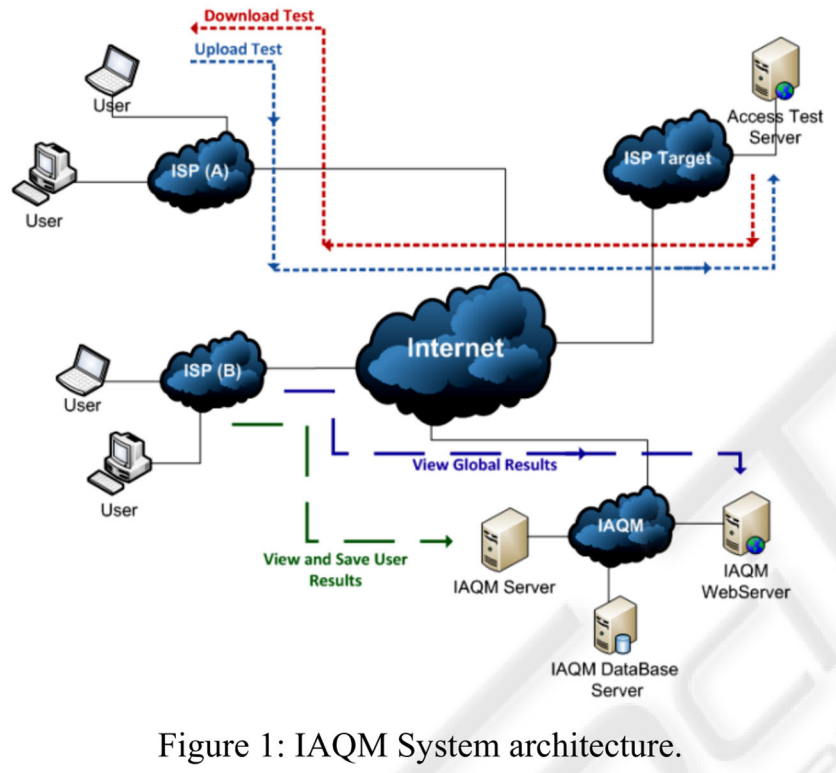 Download Test
Upload Test
User
ISP (A)
User
ISP Target
Access Test
Server
Internet
ISP (B)
User
User
View Global Results
View and Save User
Results
IAQM
IAQM Server
IAQM
WebServer
IAQM DataBase
Server
Figure 1: IAQM System architecture.